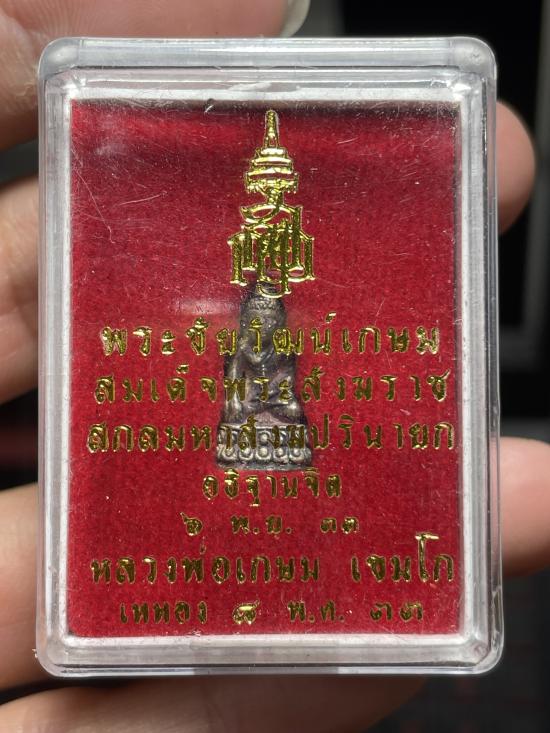 พระชัยวัฒน์เกษม
สมเด็จพระสังฆราช
สกลมหาสังฆปรินายก
อธิฐานจิต
๖ พ.ย. ๓๓
หลวงพ่อเกษม เขมโก
เททอง ๘ พ.ศ. ๓๓